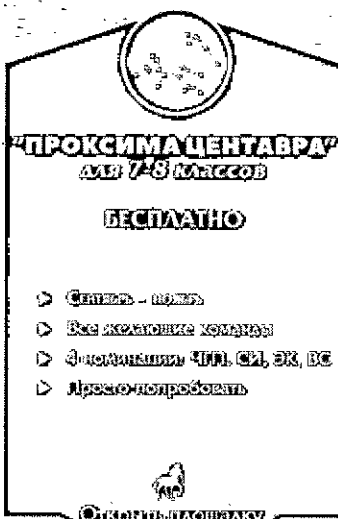 "ПРОКСИМА ЦЕНТАВРА"
для 7-8 классов
БЕСПЛАТНО
Сентябрь - ноябрь
Все желающие команды
4 номинации: ЧГП, СИ, ЭК, ВС
Просто попробовать
Открыть площадку